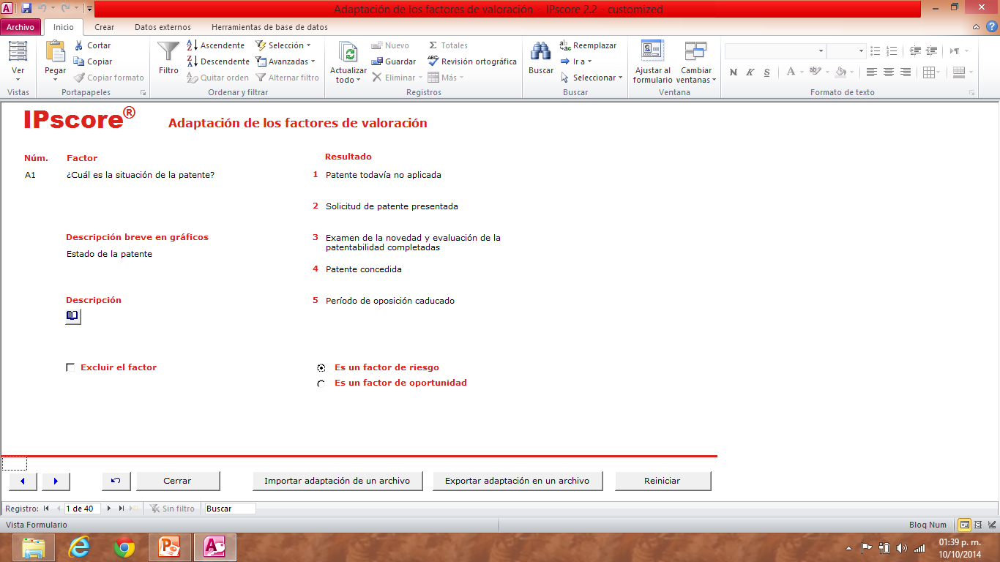 Adaptación de los factores de valoración - IPscore 2.2 - customized
Archivo Inicio Crear Datos externos Herramientas de base de datos
Ver
Vistas
Pegar
Cortar
Copiar
Copiar formato
Portapapeles
Filtro
Ascendente
Descendente
Quitar orden
Selección
Avanzadas
Alternar filtro
Ordenar y filtrar
Actualizar
todo
Nuevo
Guardar
Eliminar
Totales
Revisión ortográfica
Más
Registros
Buscar
Reemplazar
Ir a
Seleccionar
Buscar
Ajustar al
formulario
Cambiar
ventanas
Ventana
N K S A ab
Formato de texto
IPscore®
Adaptación de los factores de valoración
Núm. Factor Resultado
A1 ¿Cuál es la situación de la patente? 1 Patente todavía no aplicada
2 Solicitud de patente presentada
Descripción breve en gráficos 3 Examen de la novedad y evaluación de la
patentabilidad completadas
Estado de la patente
4 Patente concedida
Descripción 5 Período de oposición caducado
Excluir el factor Es un factor de riesgo
Es un factor de oportunidad
Cerrar Importar adaptación de un archivo Exportar adaptación en un archivo Reiniciar
Registro: 1 de 40 Sin filtro Buscar
Vista Formulario Bloq Num
01:39 p. m.
10/10/2014